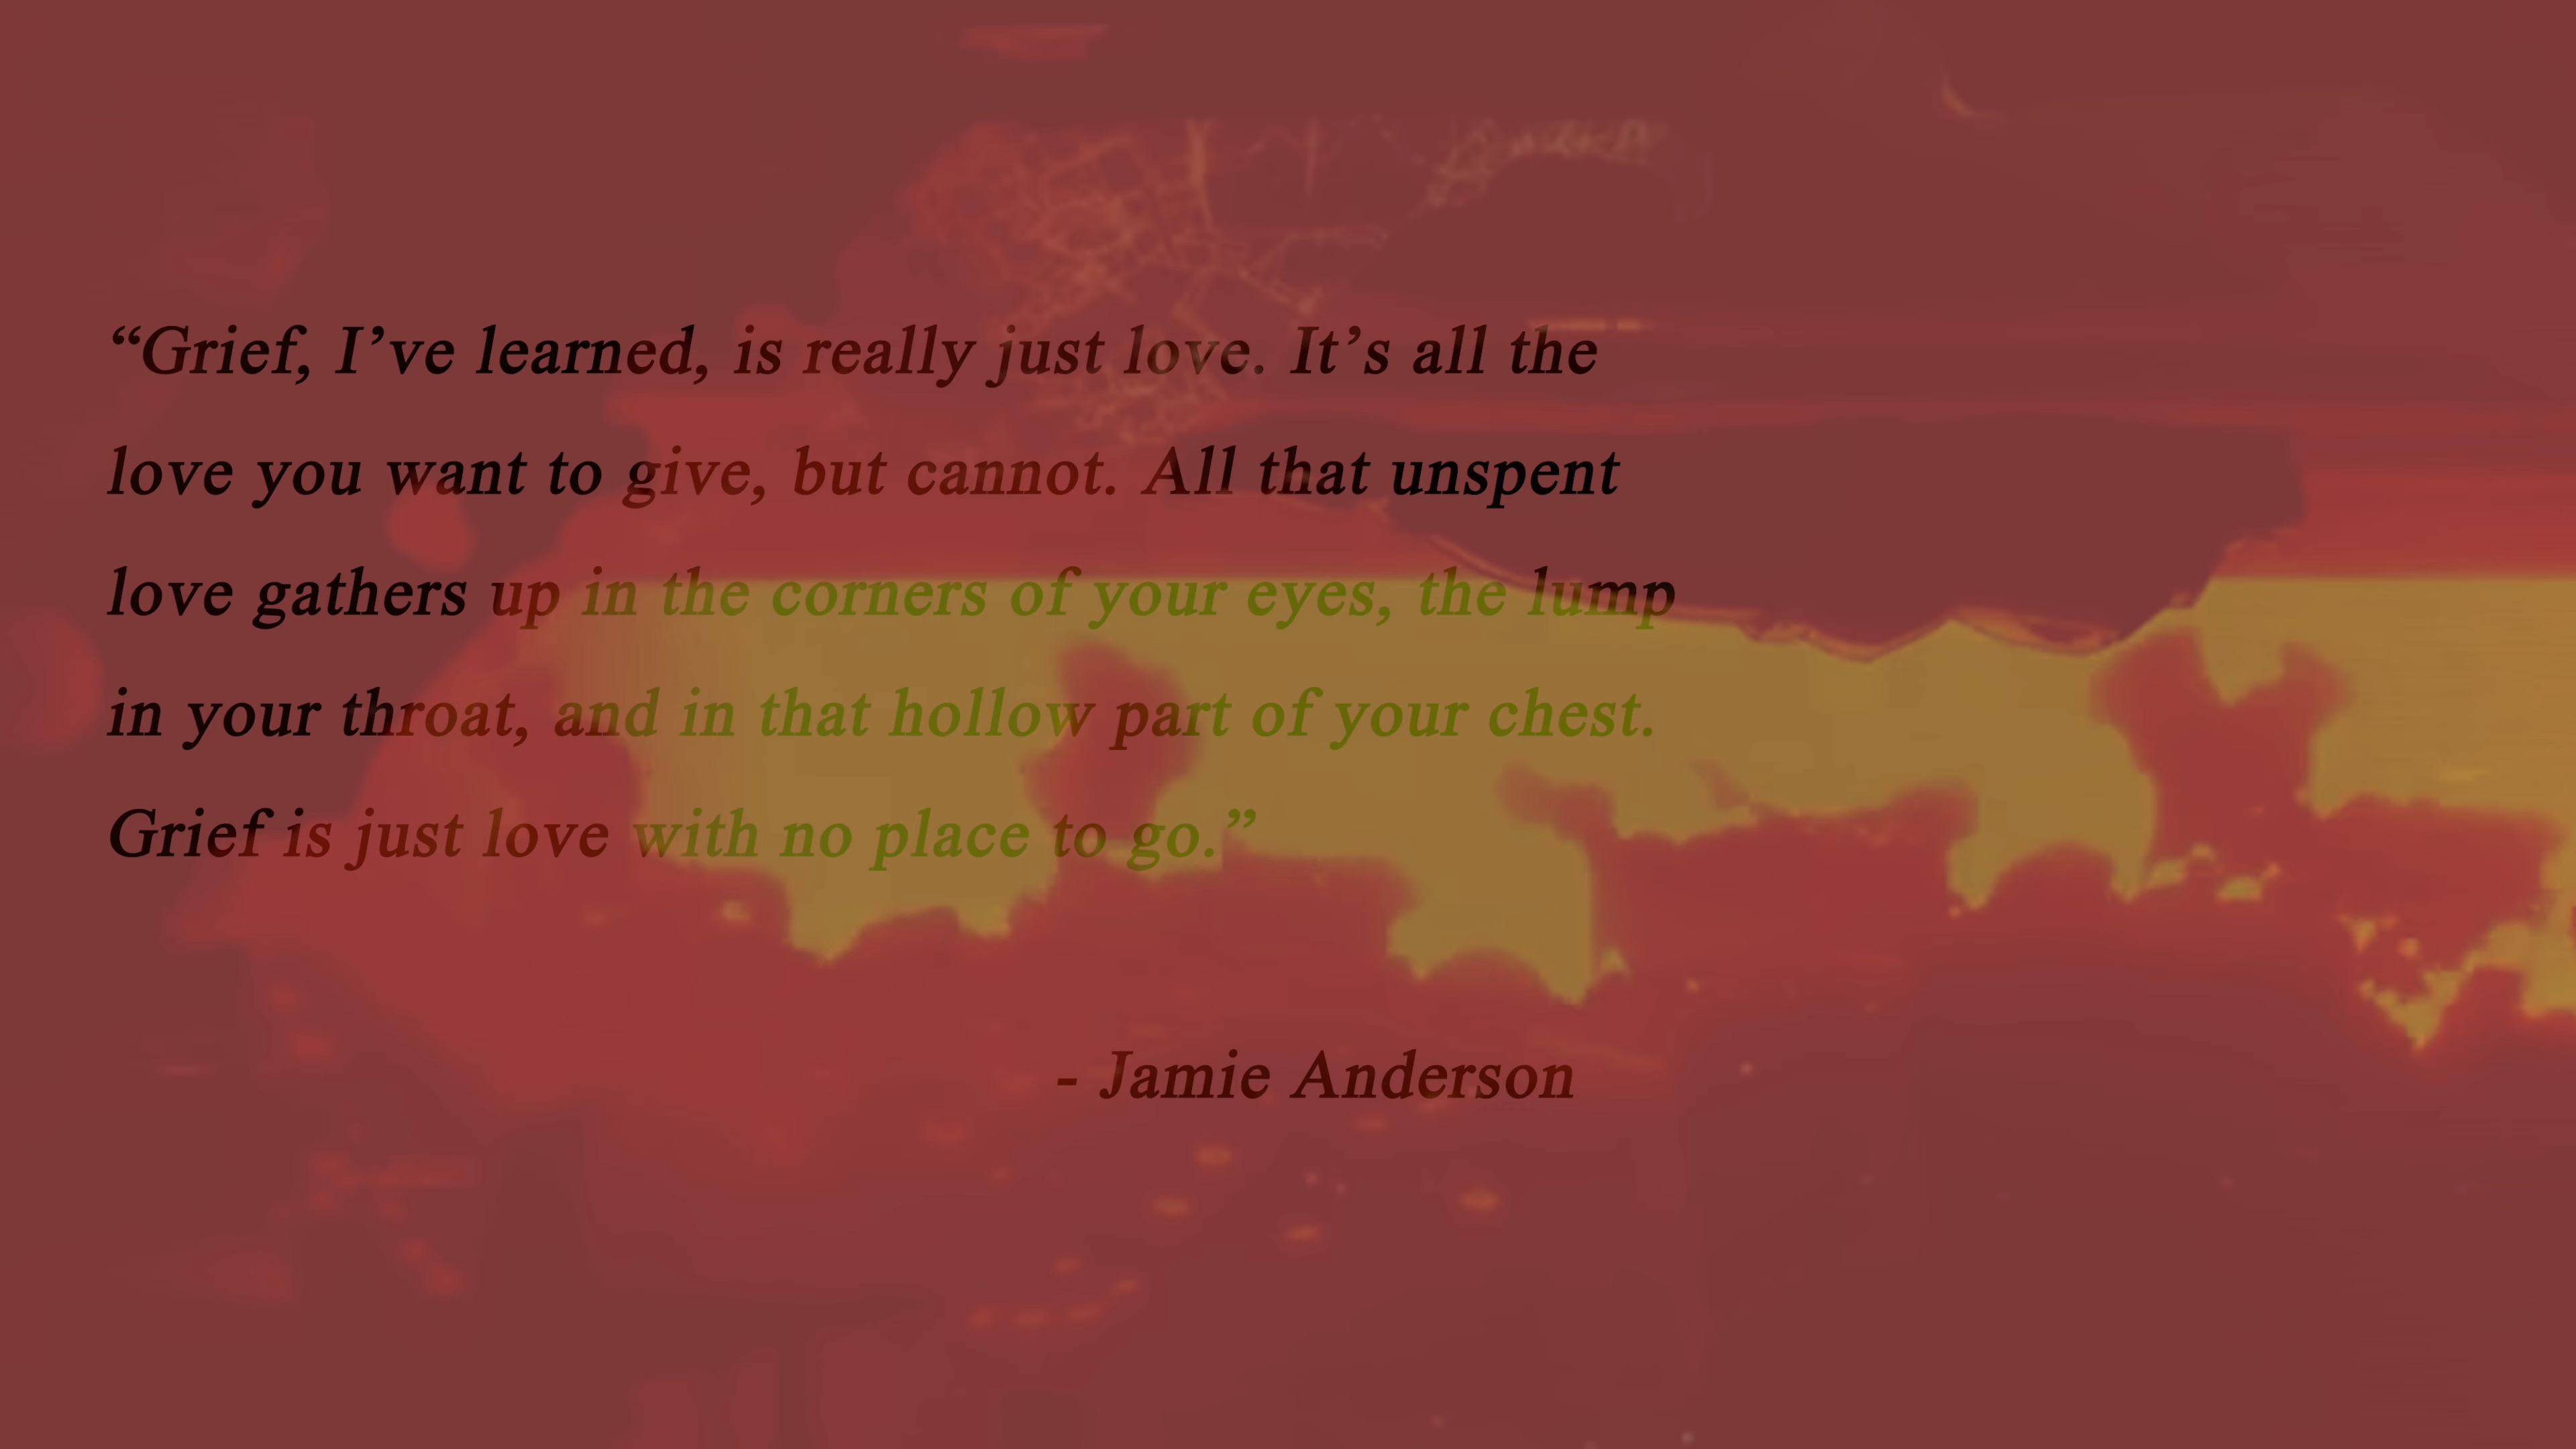 “Grief, I’ve learned, is really just love. It’s all the
love you want to give, but cannot. All that unspent
love gathers up in the corners of your eyes, the lump
in your throat, and in that hollow part of your chest.
Grief is just love with no place to go.”
- Jamie Anderson